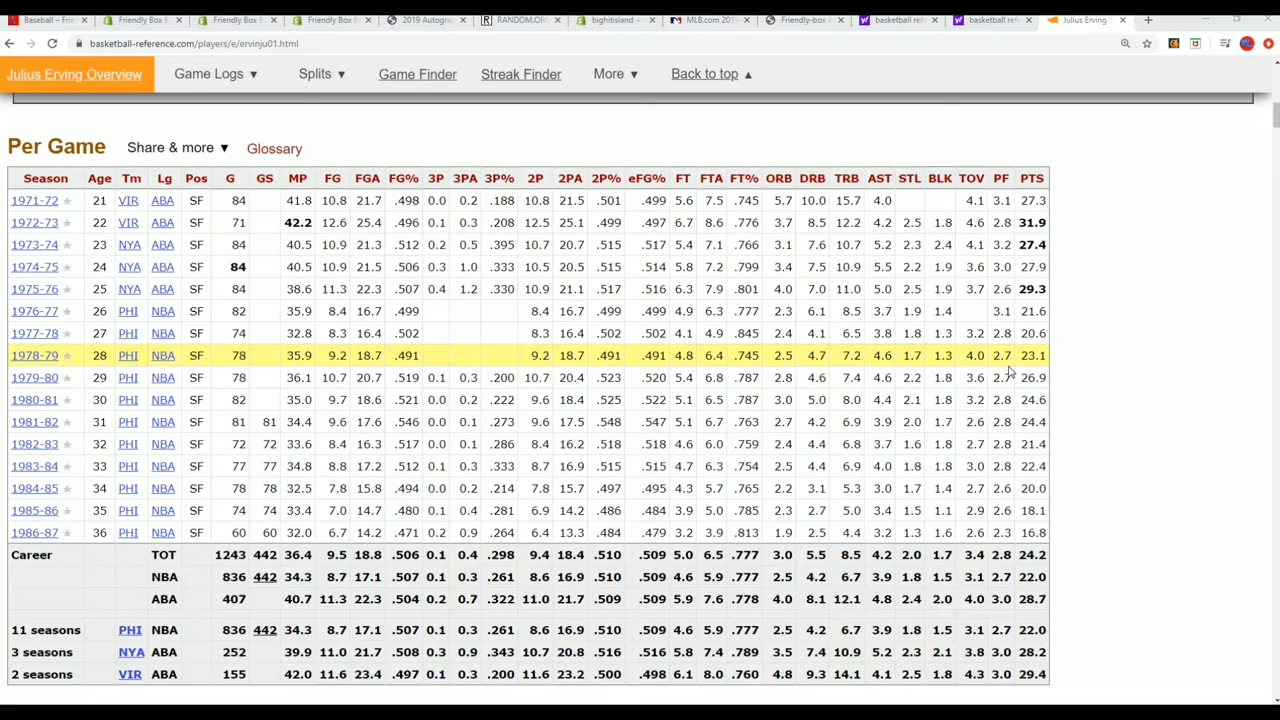 Baseball – F Friendly Box E Friendly Box E Friendly Box E 2019 Autogra RANDOM.OR bighitisland – MLB.com 2019 Friendly-box A basketball refe basketball refe Julius Erving S
basketball-reference.com/players/e/ervinju01.html
Julius Erving Overview Game Logs ▼ Splits ▼ Game Finder Streak Finder More ▼ Back to top ▲
Per Game Share & more ▼ Glossary
Season Age Tm Lg Pos G GS MP FG FGA FG% 3P 3PA 3P% 2P 2PA 2P% eFG% FT FTA FT% ORB DRB TRB AST STL BLK TOV PF PTS
1971-72 ★ 21 VIR ABA SF 84 41.8 10.8 21.7 .498 0.0 0.2 .188 10.8 21.5 .501 .499 5.6 7.5 .745 5.7 10.0 15.7 4.0 4.1 3.1 27.3
1972-73 ★ 22 VIR ABA SF 71 42.2 12.6 25.4 .496 0.1 0.3 .208 12.5 25.1 .501 .499 6.7 8.6 .776 3.7 8.5 12.2 4.2 2.5 1.8 4.6 2.8 31.9
1973-74 ★ 23 NYA ABA SF 84 40.5 10.9 21.3 .512 0.2 0.5 .395 10.7 20.7 .515 .517 5.4 7.1 .766 3.1 7.6 10.7 5.2 2.3 2.4 4.1 3.2 27.4
1974-75 ★ 24 NYA ABA SF 84 40.5 10.9 21.5 .506 0.3 1.0 .333 10.5 20.5 .515 .514 5.8 7.2 .799 3.4 7.5 10.9 5.5 2.2 1.9 3.6 3.0 27.9
1975-76 ★ 25 NYA ABA SF 84 38.6 11.3 22.3 .507 0.4 1.2 .330 10.9 21.1 .517 .516 6.3 7.9 .801 4.0 7.0 11.0 5.0 2.5 1.9 3.7 2.6 29.3
1976-77 ★ 26 PHI NBA SF 82 35.9 8.4 16.7 .499 8.4 16.7 .499 .499 4.9 6.3 .777 2.3 6.1 8.5 3.7 1.9 1.4 3.1 21.6
1977-78 ★ 27 PHI NBA SF 74 32.8 8.3 16.4 .502 8.3 16.4 .502 .502 4.1 4.9 .845 2.4 4.1 6.5 3.8 1.8 1.3 3.2 2.8 20.6
1978-79 ★ 28 PHI NBA SF 78 35.9 9.2 18.7 .491 9.2 18.7 .491 .491 4.8 6.4 .745 2.5 4.7 7.2 4.6 1.7 1.3 4.0 2.7 23.1
1979-80 ★ 29 PHI NBA SF 78 36.1 10.7 20.7 .519 0.1 0.3 .200 10.7 20.4 .523 .520 5.4 6.8 .787 2.8 4.6 7.4 4.6 2.2 1.8 3.6 2.7 26.9
1980-81 ★ 30 PHI NBA SF 82 35.0 9.7 18.6 .521 0.0 0.2 .222 9.6 18.4 .525 .522 5.1 6.5 .787 3.0 5.0 8.0 4.4 2.1 1.8 3.2 2.8 24.6
1981-82 ★ 31 PHI NBA SF 81 81 34.4 9.6 17.6 .546 0.0 0.1 .273 9.6 17.5 .548 .547 5.1 6.7 .763 2.7 4.2 6.9 3.9 2.0 1.7 2.6 2.8 24.4
1982-83 ★ 32 PHI NBA SF 72 72 33.6 8.4 16.3 .517 0.0 0.1 .286 8.4 16.2 .518 .517 4.6 6.0 .759 2.4 4.4 6.8 3.7 1.6 1.8 2.7 2.8 21.4
1983-84 ★ 33 PHI NBA SF 77 77 34.8 8.8 17.2 .512 0.1 0.3 .333 8.7 16.9 .515 .515 4.7 6.3 .754 2.4 4.4 6.9 4.0 1.8 1.8 3.0 2.8 22.4
1984-85 ★ 34 PHI NBA SF 78 78 32.5 7.8 15.8 .494 0.0 0.2 .214 7.8 15.7 .497 .495 4.3 5.7 .765 2.2 3.1 5.3 3.0 1.7 1.4 2.7 2.6 20.0
1985-86 ★ 35 PHI NBA SF 74 74 33.4 7.0 14.7 .480 0.1 0.4 .281 6.9 14.2 .486 .484 3.9 5.0 .785 2.3 2.7 5.0 3.4 1.5 1.1 2.9 2.6 18.1
1986-87 ★ 36 PHI NBA SF 60 60 32.0 6.7 14.2 .471 0.2 0.9 .264 6.4 13.3 .484 .479 3.2 3.9 .813 1.9 2.5 4.4 3.2 1.3 1.6 2.6 2.3 16.8
Career TOT 1243 442 36.4 9.5 18.8 .506 0.1 0.4 .298 9.4 18.4 .510 .509 5.0 6.5 .777 3.0 5.5 8.5 4.2 2.0 1.7 3.4 2.8 24.2
NBA 836 442 34.3 8.7 17.1 .507 0.1 0.3 .261 8.6 16.9 .510 .509 4.6 5.9 .777 2.5 4.2 6.7 3.9 1.8 1.5 3.1 2.7 22.0
ABA 407 40.7 11.3 22.3 .504 0.2 0.7 .322 11.0 21.7 .509 .509 5.9 7.6 .778 4.0 8.1 12.1 4.8 2.4 2.0 4.0 3.0 28.7
11 seasons PHI NBA 836 442 34.3 8.7 17.1 .507 0.1 0.3 .261 8.6 16.9 .510 .509 4.6 5.9 .777 2.5 4.2 6.7 3.9 1.8 1.5 3.1 2.7 22.0
3 seasons NYA ABA 252 39.9 11.0 21.7 .508 0.3 0.9 .343 10.7 20.8 .516 .516 5.8 7.4 .789 3.5 7.4 10.9 5.2 2.3 2.1 3.8 3.0 28.2
2 seasons VIR ABA 155 42.0 11.6 23.4 .497 0.1 0.3 .200 11.6 23.2 .500 .498 6.1 8.0 .760 4.8 9.3 14.1 4.1 2.5 1.8 4.3 3.0 29.4